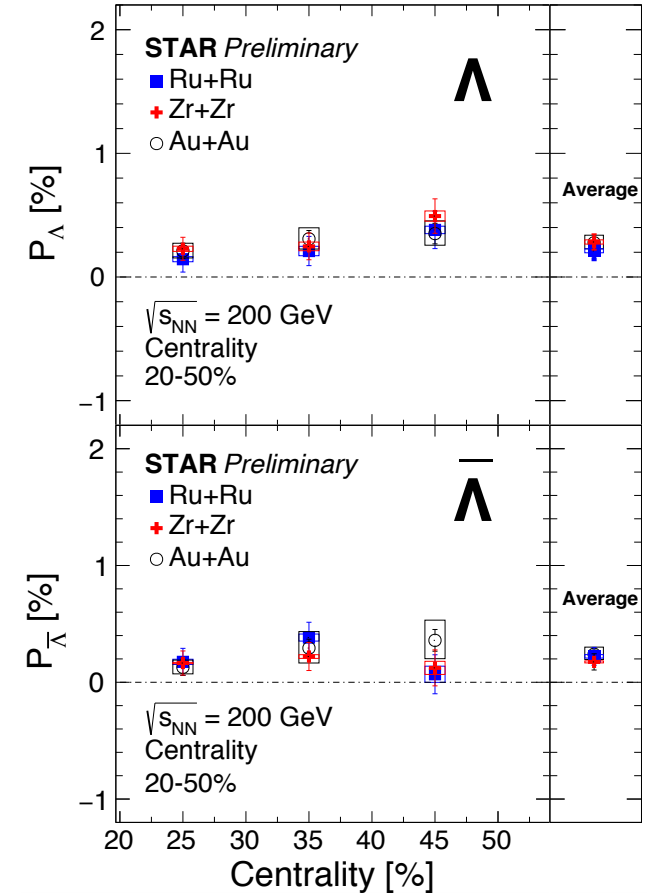 2
STAR Preliminary
Ru+Ru
Zr+Zr
Au+Au
Λ
1
Average
P_Λ [%]
0
√s_NN = 200 GeV
Centrality
20-50%
−1
2
STAR Preliminary
Ru+Ru
Zr+Zr
Au+Au
Λ̅
1
Average
P_Λ̅ [%]
0
√s_NN = 200 GeV
Centrality
20-50%
−1
20 25 30 35 40 45 50
Centrality [%]